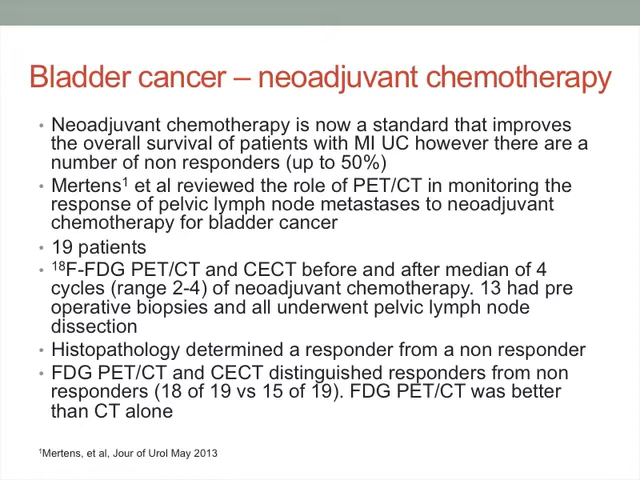 Bladder cancer – neoadjuvant chemotherapy
• Neoadjuvant chemotherapy is now a standard that improves
the overall survival of patients with MI UC however there are a
number of non responders (up to 50%)
• Mertens¹ et al reviewed the role of PET/CT in monitoring the
response of pelvic lymph node metastases to neoadjuvant
chemotherapy for bladder cancer
• 19 patients
• ¹⁸F-FDG PET/CT and CECT before and after median of 4
cycles (range 2-4) of neoadjuvant chemotherapy. 13 had pre
operative biopsies and all underwent pelvic lymph node
dissection
• Histopathology determined a responder from a non responder
• FDG PET/CT and CECT distinguished responders from non
responders (18 of 19 vs 15 of 19). FDG PET/CT was better
than CT alone
¹Mertens, et al, Jour of Urol May 2013